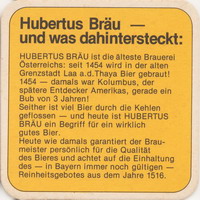 Hubertus Bräu —
und was dahintersteckt:
HUBERTUS BRÄU ist die älteste Brauerei
Österreichs: seit 1454 wird in der alten
Grenzstadt Laa a.d.Thaya Bier gebraut!
1454 — damals war Kolumbus, der
spätere Entdecker Amerikas, gerade ein
Bub von 3 Jahren!
Seither ist viel Bier durch die Kehlen
geflossen — und heute ist HUBERTUS
BRÄU ein Begriff für ein wirklich
gutes Bier.
Heute wie damals garantiert der Brau-
meister persönlich für die Qualität
des Bieres und achtet auf die Einhaltung
des — in Bayern immer noch gültigen —
Reinheitsgebotes aus dem Jahre 1516.